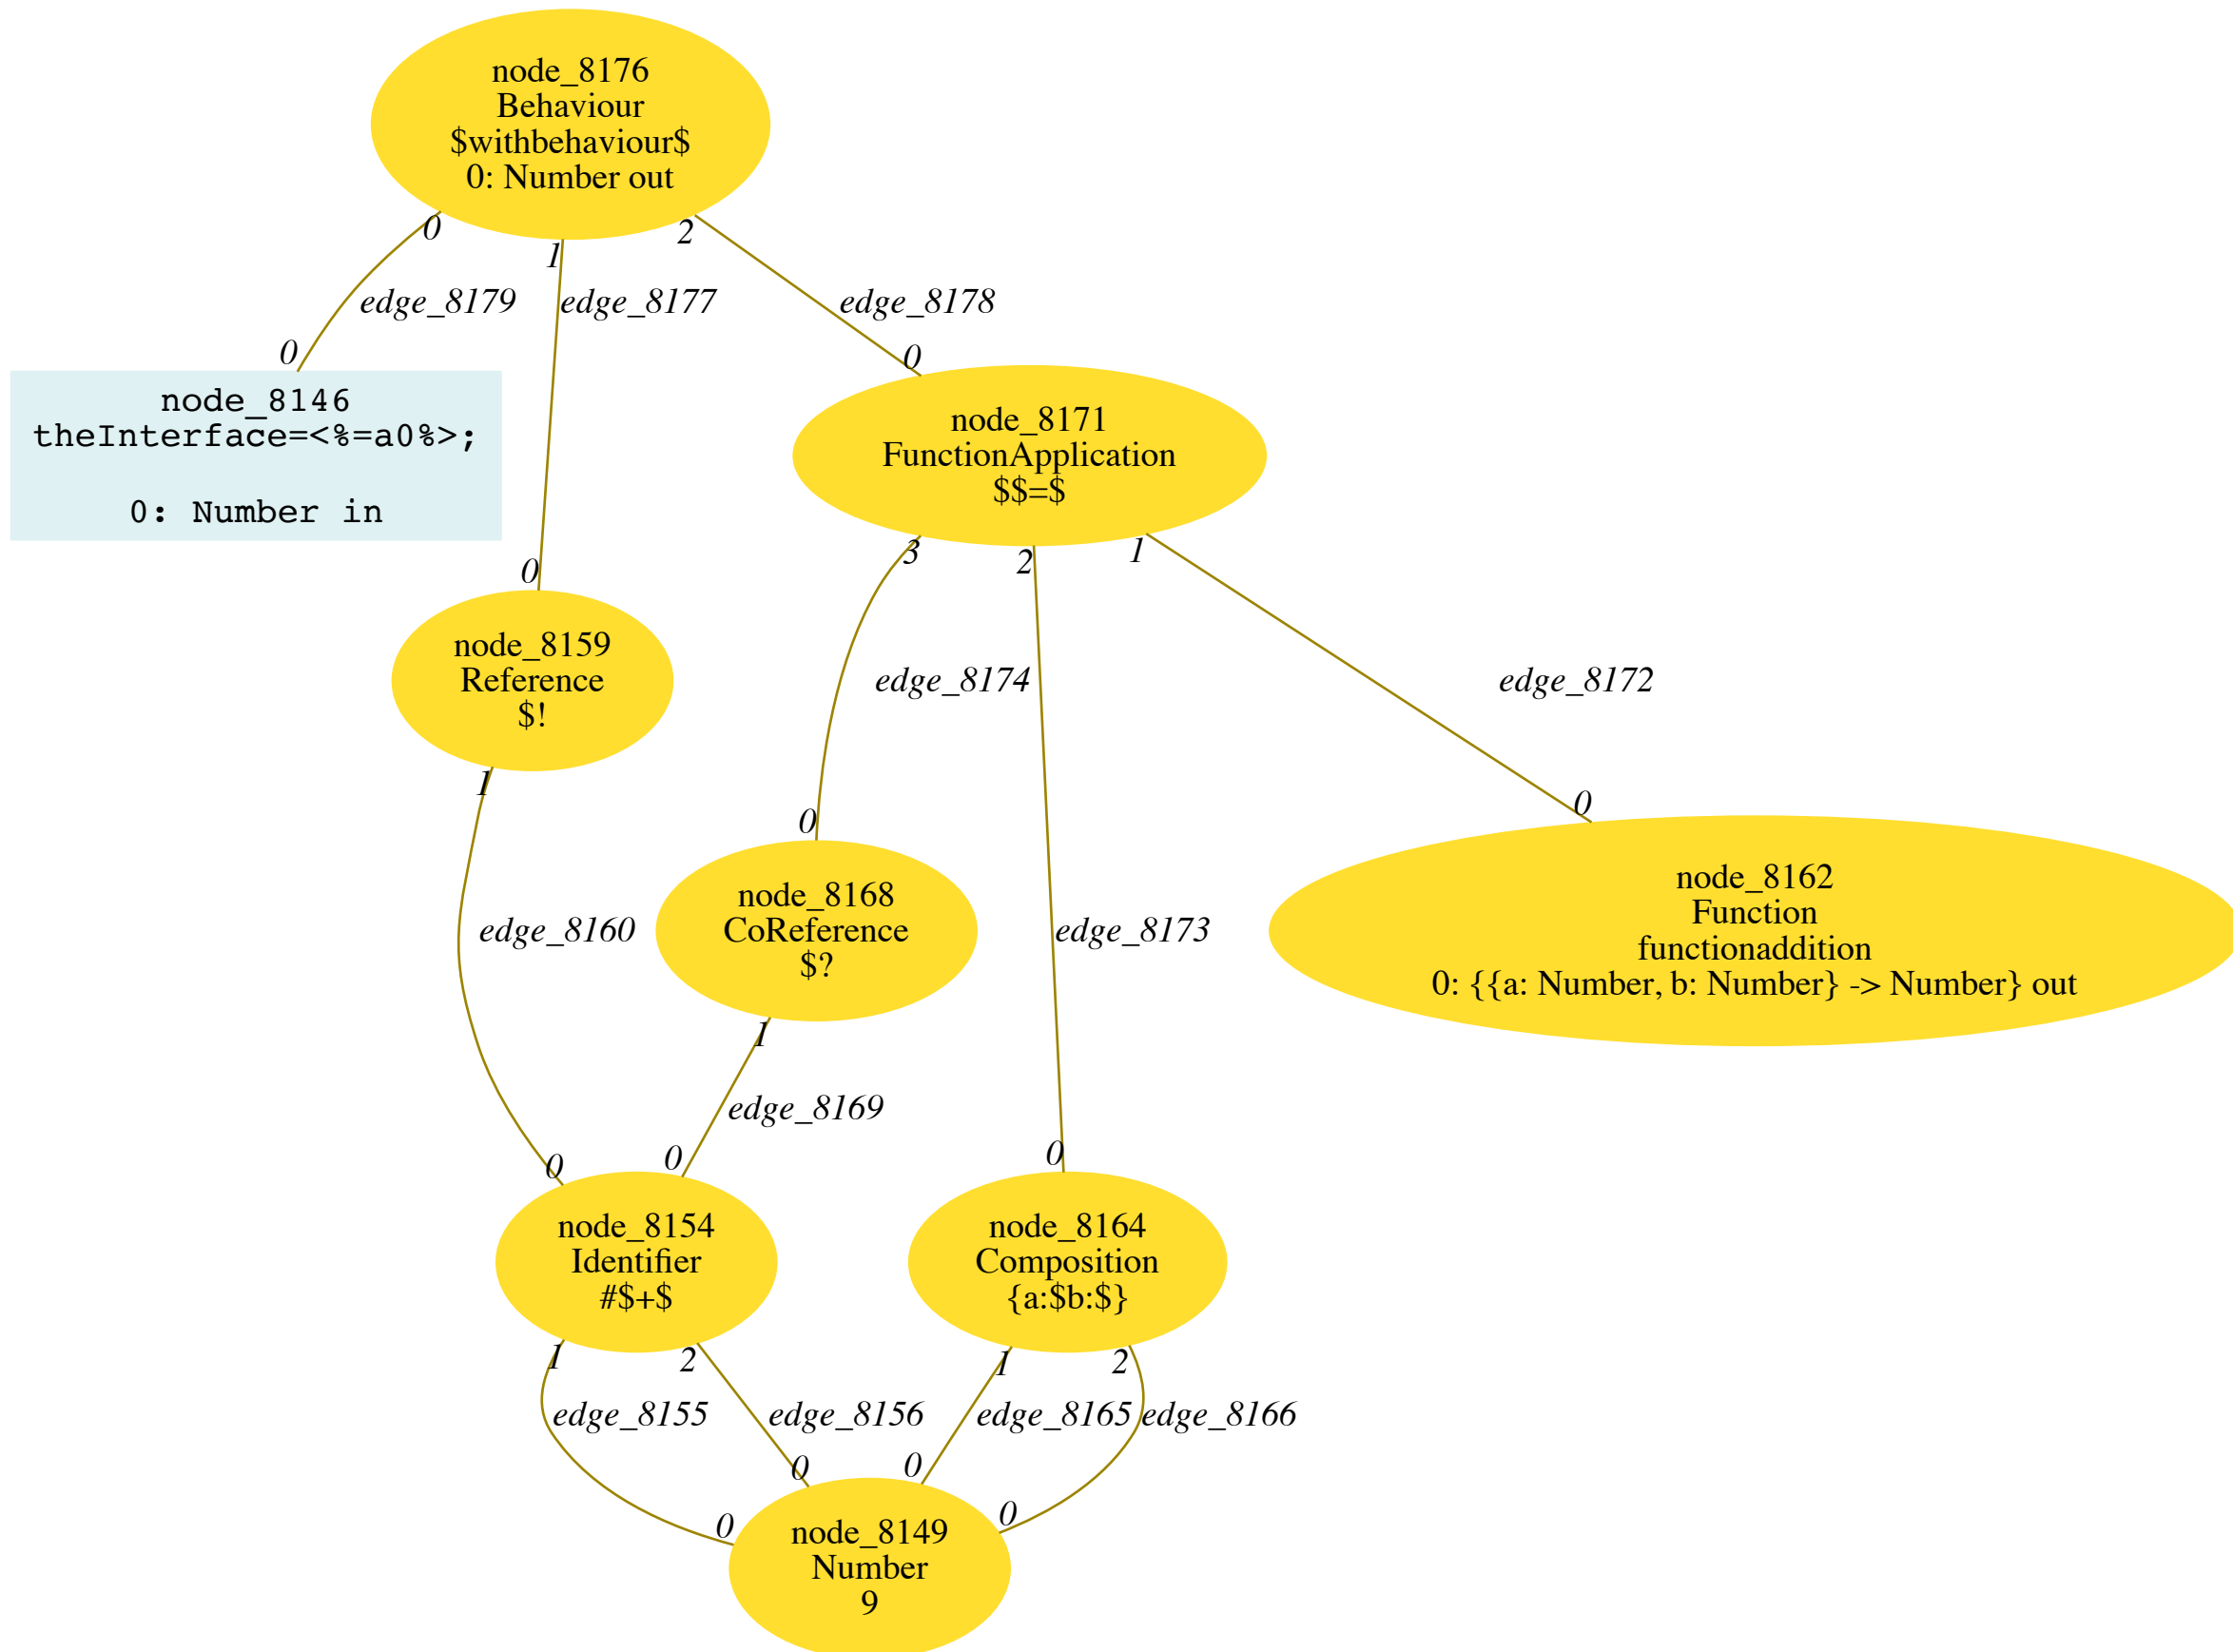 node_8176
Behaviour
$withbehaviour$
0: Number out
0
1
2
edge_8179
edge_8177
edge_8178
0
0
node_8146
theInterface=<%=a0%>;
0: Number in
node_8171
FunctionApplication
$$=$
3
2
1
0
node_8159
Reference
$!
edge_8174
edge_8172
1
0
0
node_8168
CoReference
$?
edge_8160
edge_8173
node_8162
Function
functionaddition
0: {{a: Number, b: Number} -> Number} out
1
edge_8169
0
0
0
node_8154
Identifier
#$+$
node_8164
Composition
{a:$b:$}
1
2
1
2
edge_8155
edge_8156
edge_8165
edge_8166
0
0
0
0
node_8149
Number
9